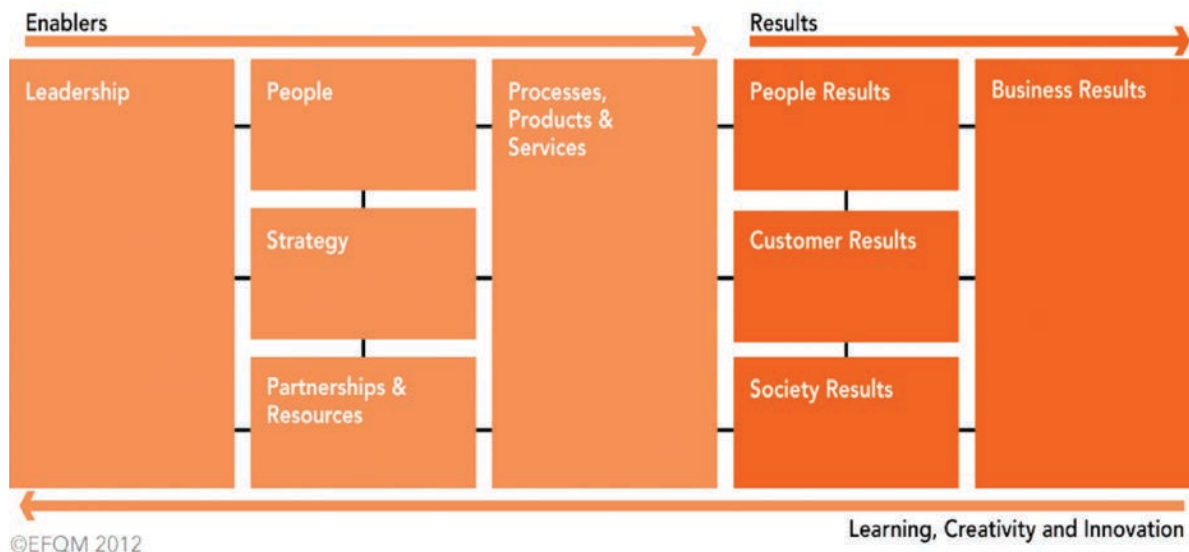 Enablers
Results
Leadership
People
Processes,
Products &
Services
People Results
Business Results
Strategy
Customer Results
Partnerships &
Resources
Society Results
Learning, Creativity and Innovation
©EFQM 2012